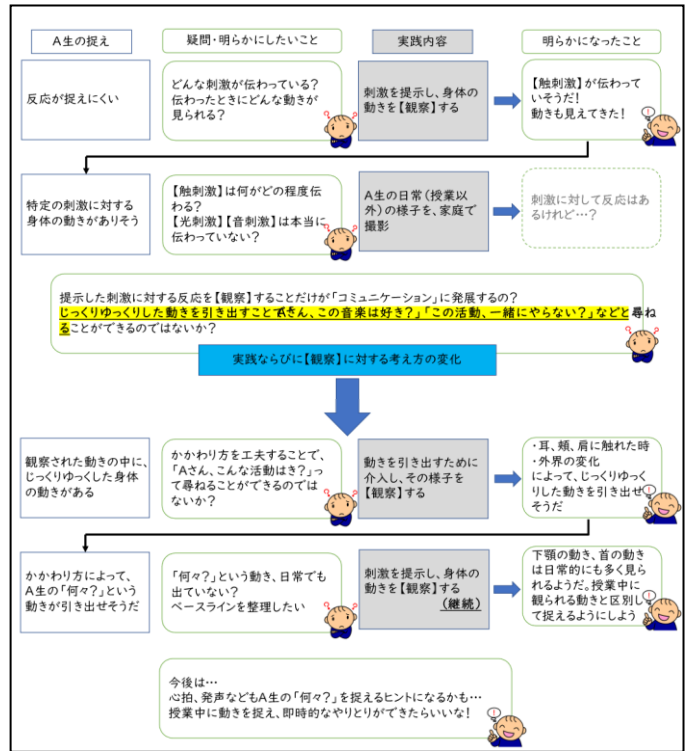 A生の捉え
疑問・明らかにしたいこと
実践内容
明らかになったこと
反応が捉えにくい
どんな刺激が伝わっている?
伝わったときにどんな動きが
見られる?
刺激を提示し、身体の
動きを【観察】する
【触刺激】が伝わって
いそうだ!
動きも見えてきた!
特定の刺激に対する
身体の動きがありそう
【触刺激】は何がどの程度伝
わる?
【光刺激】【音刺激】は本当に
伝わっていない?
A生の日常(授業以
外)の様子を、家庭で
撮影
刺激に対して反応はあ
るけれど…?
提示した刺激に対する反応を【観察】することだけが「コミュニケーション」に発展するの?
じっくりゆっくりした動きを引き出すことで「Aさん、この音楽は好き?」「この活動、一緒にやらない?」などと尋ね
ることができるのではないか?
実践ならびに【観察】に対する考え方の変化
観察された動きの中に、
じっくりゆっくした身体
の動きがある
かかわり方を工夫することで、
「Aさん、こんな活動はき?」っ
て尋ねることができるのではな
いか?
動きを引き出すために
介入し、その様子を
【観察】する
・耳、頬、肩に触れた時
・外界の変化
によって、じっくりゆっく
りした動きを引き出せ
そうだ
かかわり方によって、
A生の「何々?」という
動きが引き出せそうだ
「何々?」という動き、日常でも
出ていない?
ベースラインを整理したい
刺激を提示し、身体の
動きを【観察】する
(継続)
下顎の動き、首の動き
は日常的にも多く見ら
れるようだ。授業中に
観られる動きと区別し
て捉えるようにしよう
今後は…
心拍、発声などもA生の「何々?」を捉えるヒントになるかも…
授業中に動きを捉え、即時的なやりとりができたらいいな!